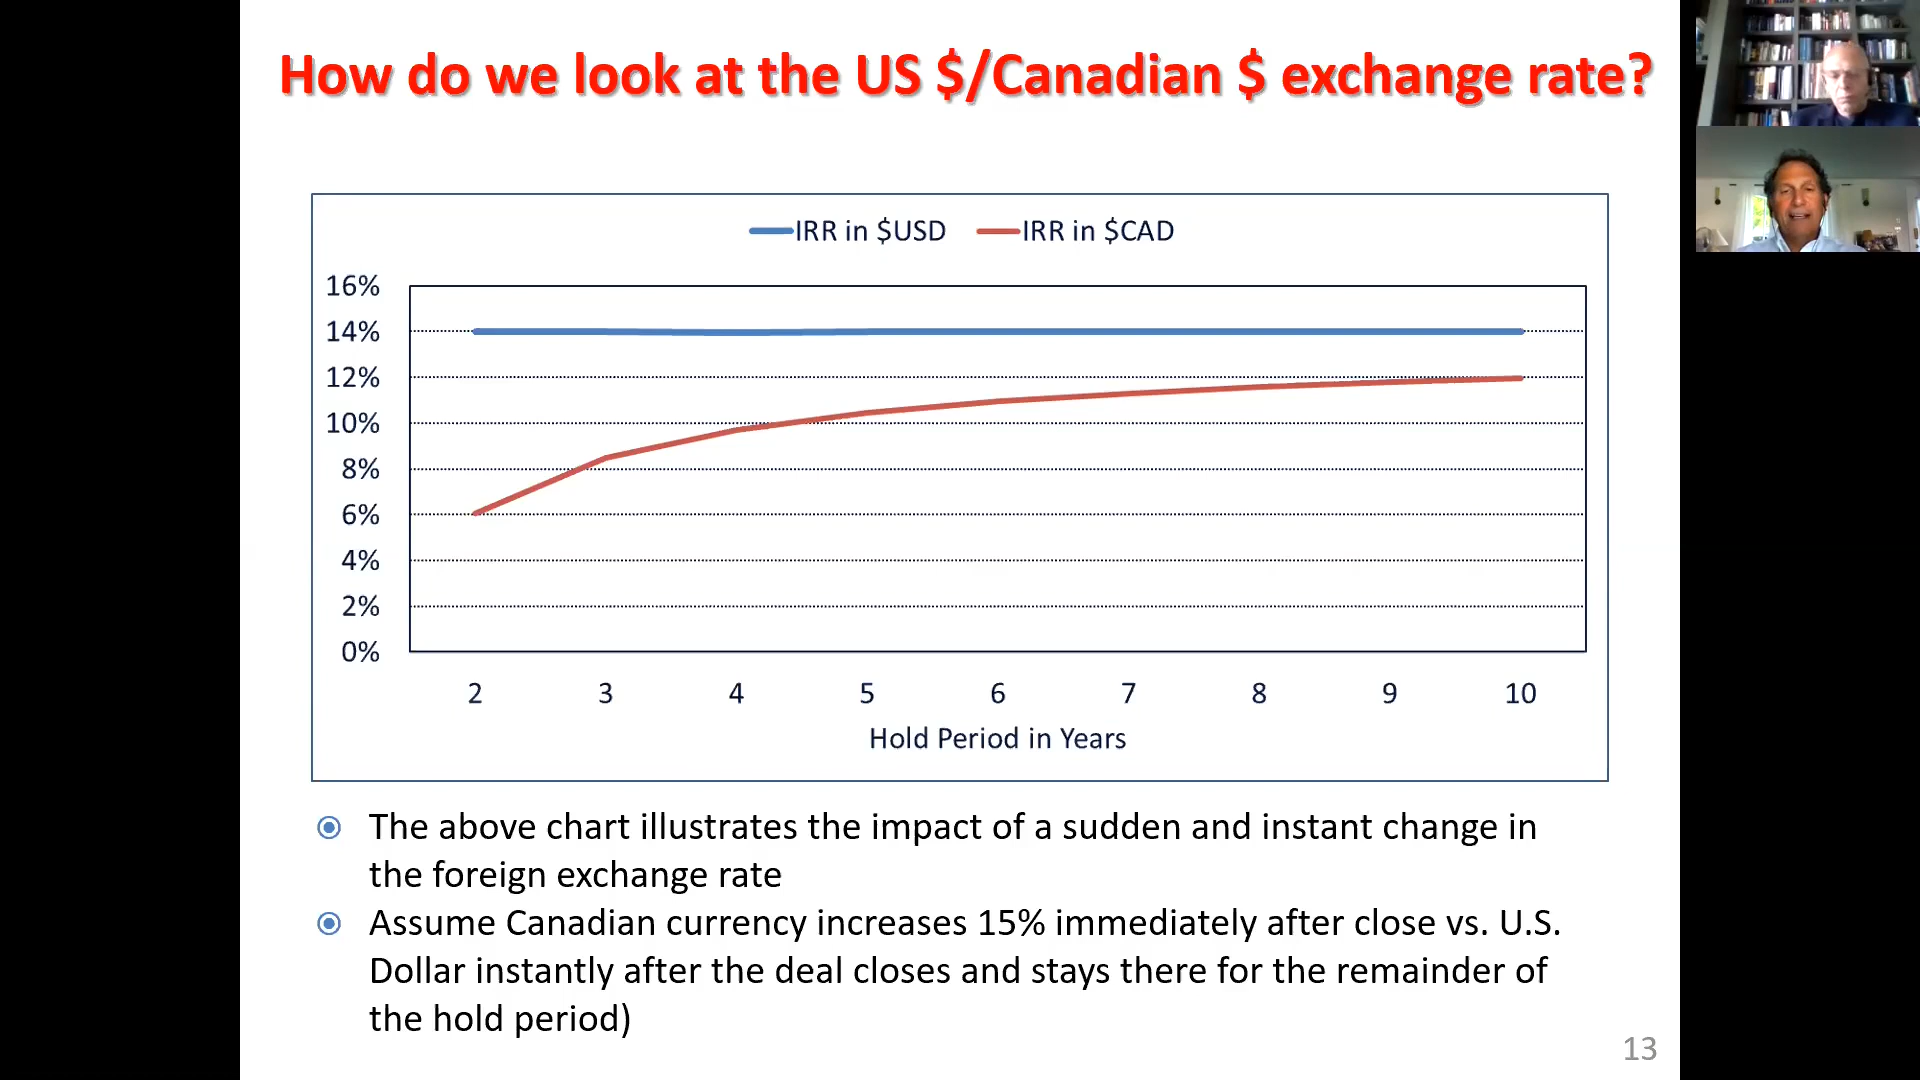 How do we look at the US $/Canadian $ exchange rate?
IRR in $USD IRR in $CAD
16%
14%
12%
10%
8%
6%
4%
2%
0%
2 3 4 5 6 7 8 9 10
Hold Period in Years
The above chart illustrates the impact of a sudden and instant change in
the foreign exchange rate
Assume Canadian currency increases 15% immediately after close vs. U.S.
Dollar instantly after the deal closes and stays there for the remainder of
the hold period)
13